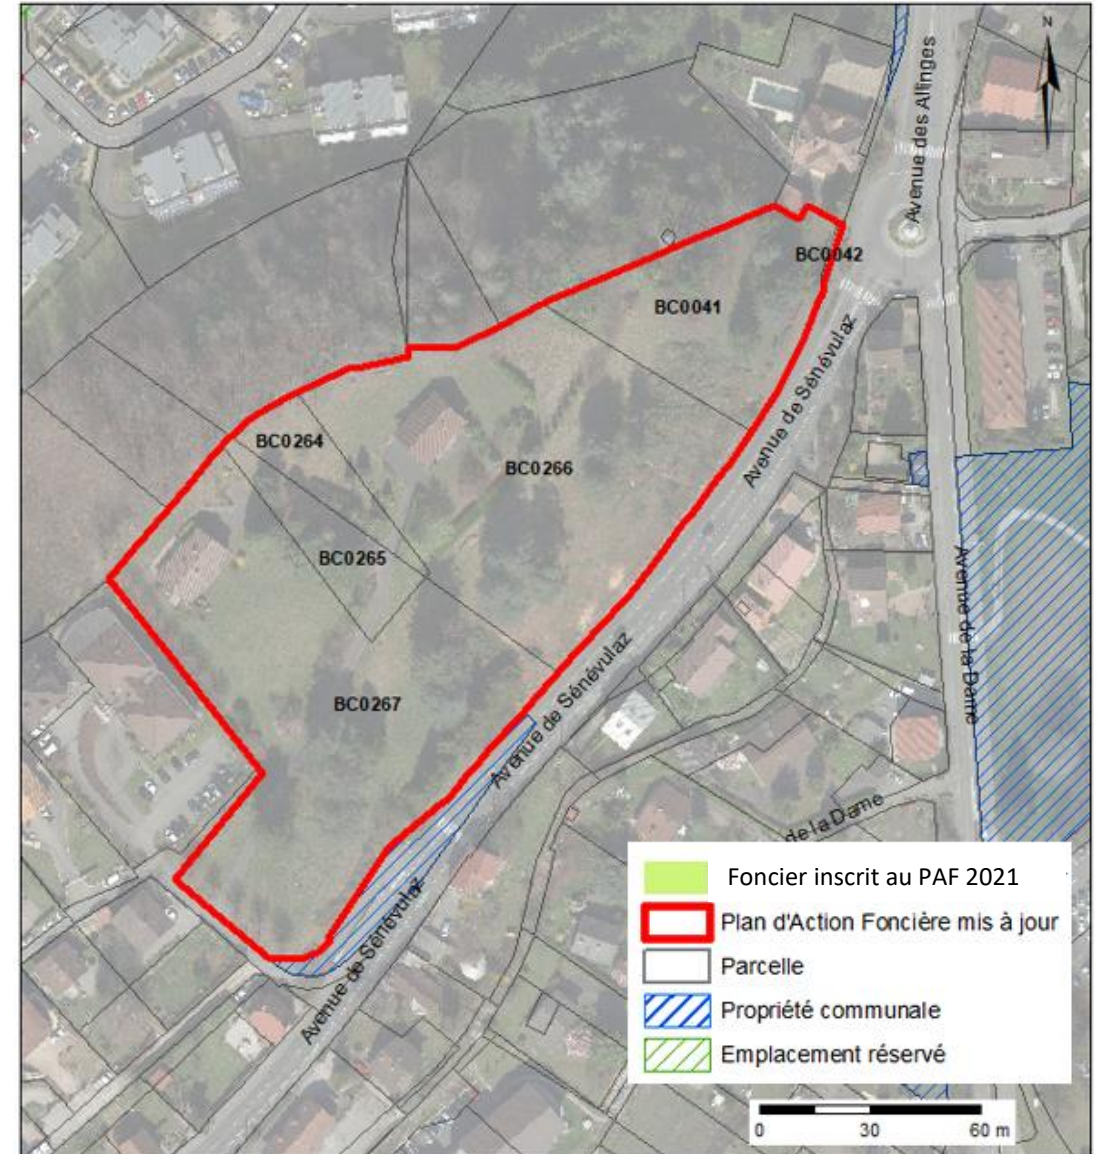 N
Avenue des Allinges
BC0042
BC0041
Avenue de Sénévulaz
BC0264
BC0266
BC0265
Avenue de la Dame
BC0267
Avenue de Sénévulaz
de la Dame
Avenue de Sénévulaz
Foncier inscrit au PAF 2021
Plan d'Action Foncière mis à jour
Parcelle
Propriété communale
Emplacement réservé
0 30 60 m